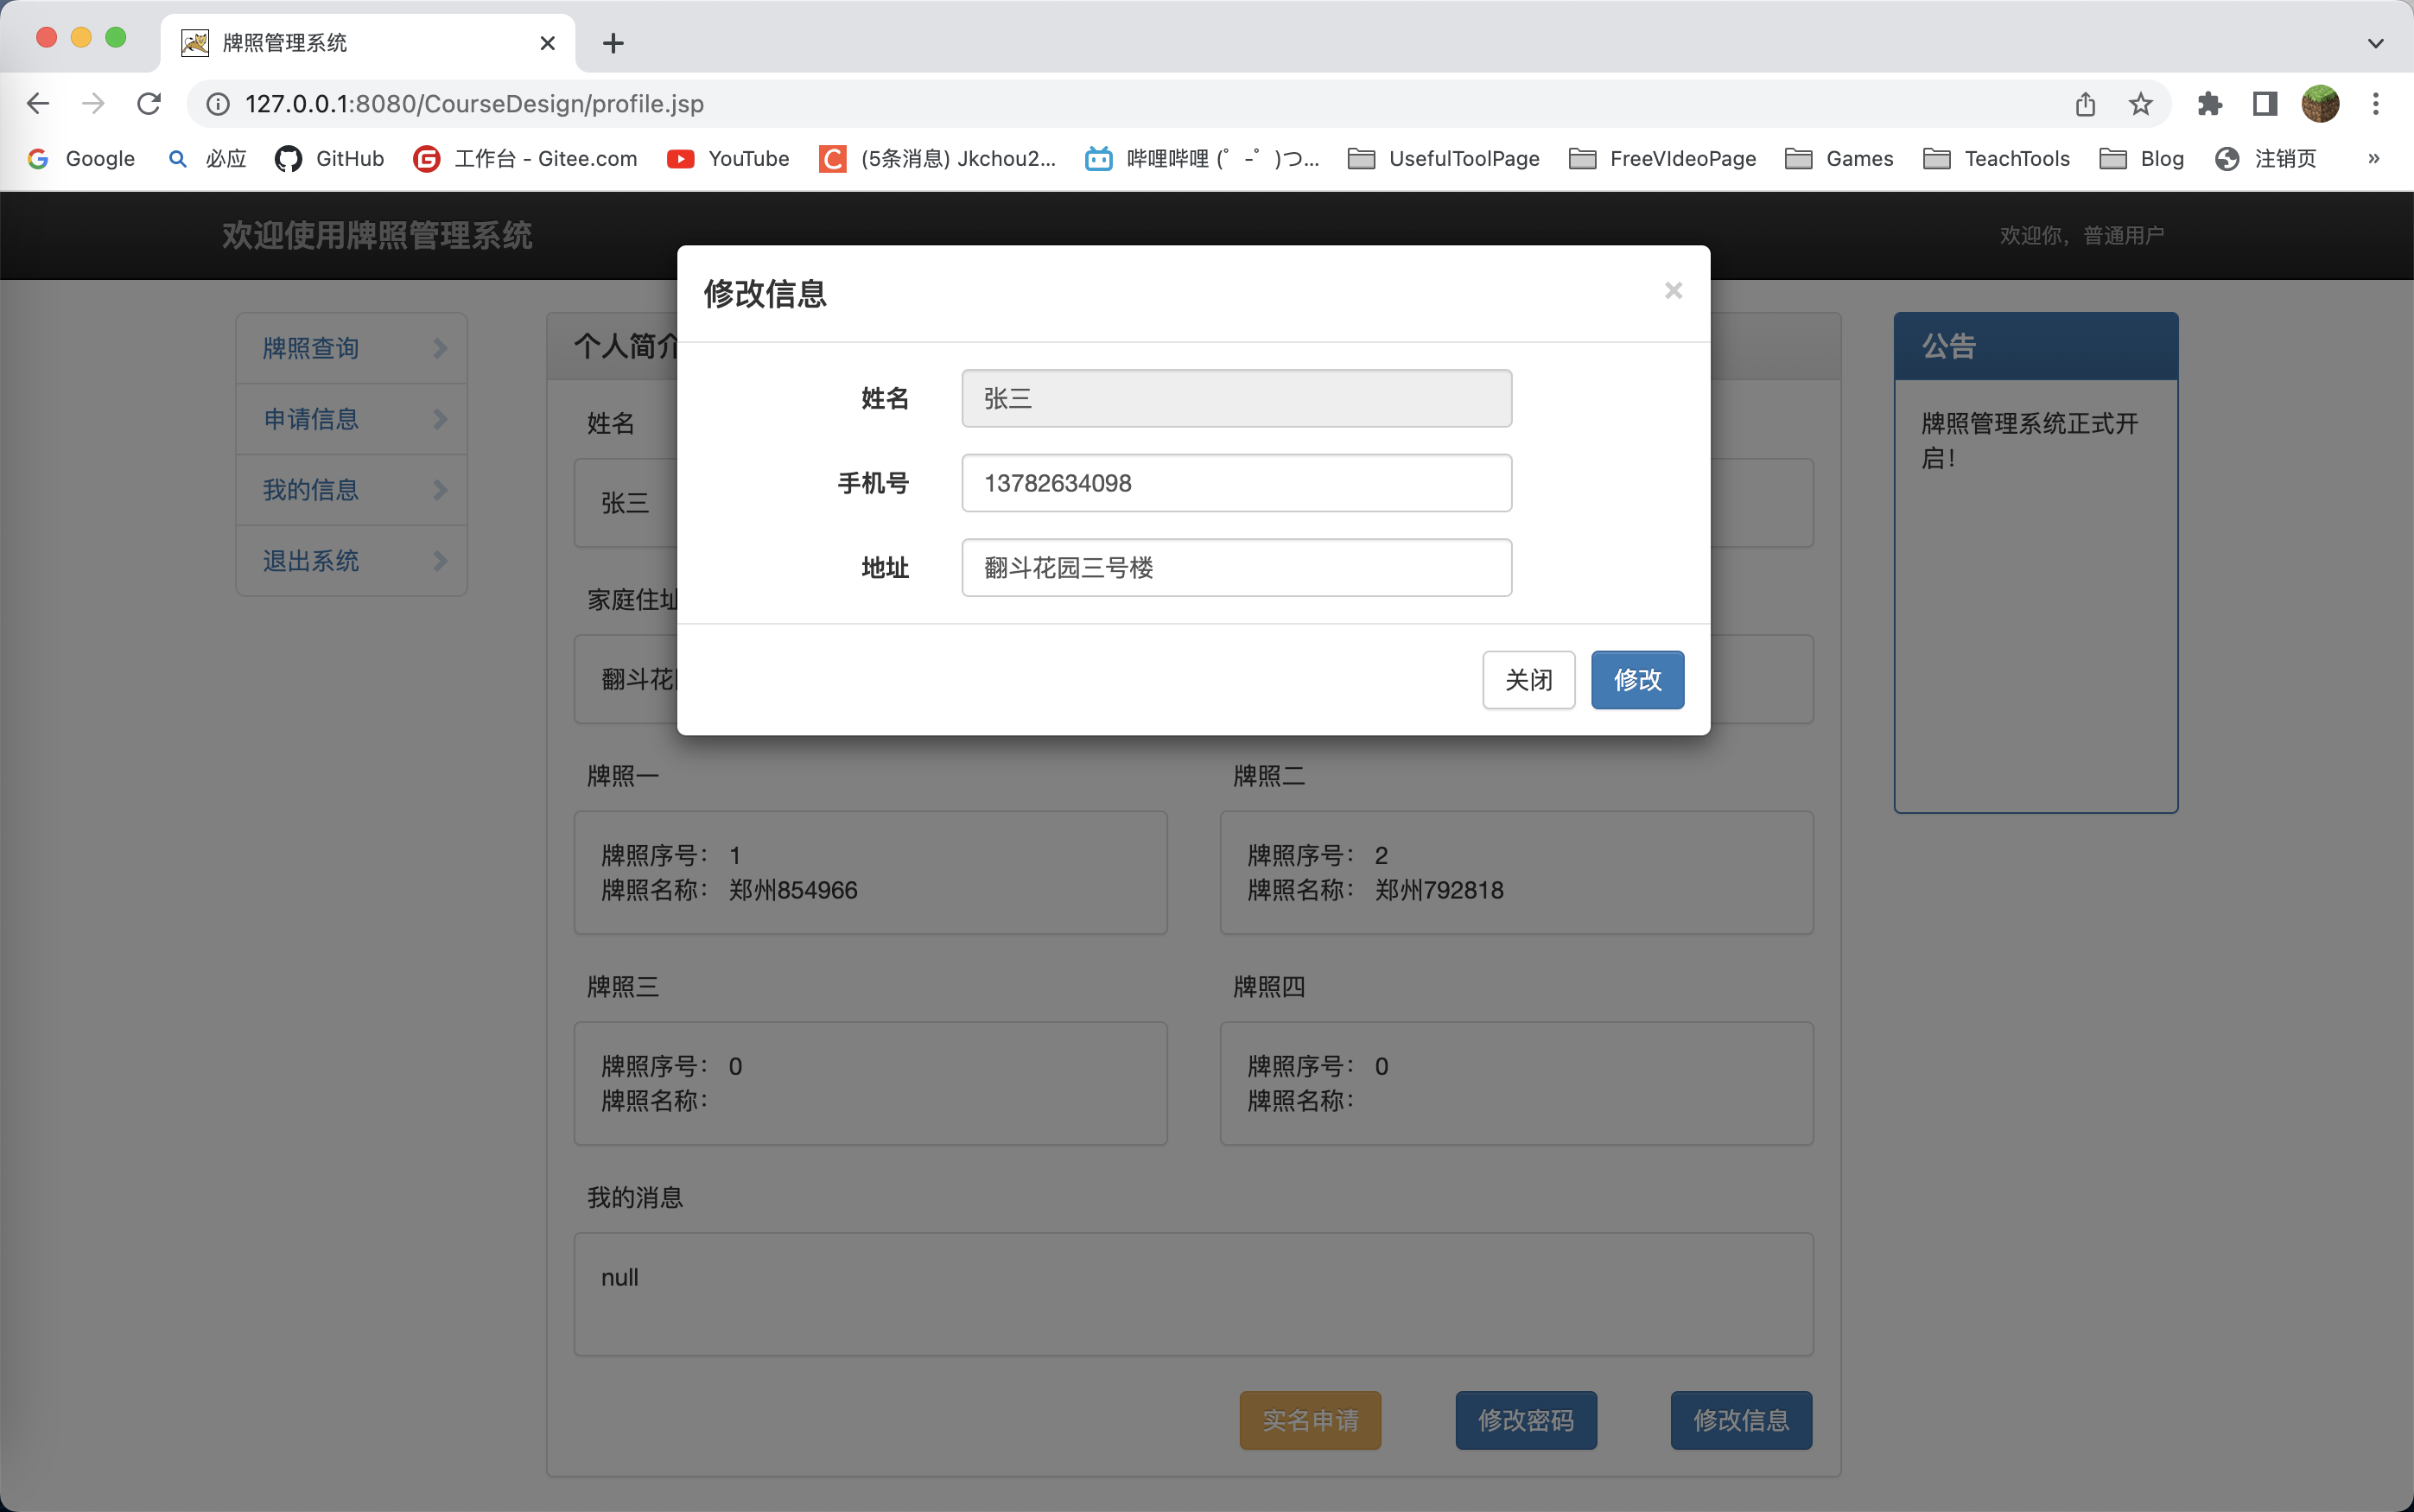 牌照管理系统
127.0.0.1:8080/CourseDesign/profile.jsp
Google 必应 GitHub 工作台 - Gitee.com YouTube (5条消息) Jkchou2... 哔哩哔哩 (゜-゜)つ... UsefulToolPage FreeVIdeoPage Games TeachTools Blog 注销页 »
欢迎使用牌照管理系统 欢迎你，普通用户
修改信息 ×
姓名 张三
手机号 13782634098
地址 翻斗花园三号楼
关闭 修改
牌照查询
申请信息
我的信息
退出系统
个人简介
姓名
张三
家庭住址
翻斗花
牌照一 牌照二
牌照序号： 1 牌照序号： 2
牌照名称： 郑州854966 牌照名称： 郑州792818
牌照三 牌照四
牌照序号： 0 牌照序号： 0
牌照名称： 牌照名称：
我的消息
null
实名申请 修改密码 修改信息
公告
牌照管理系统正式开
启！